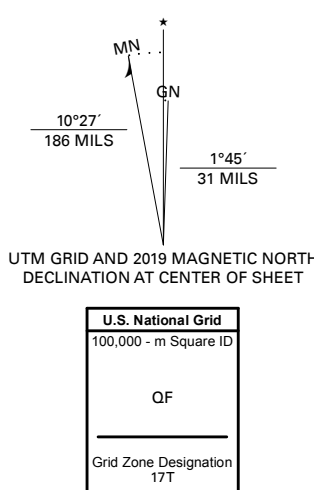 ★
MN
GN
10°27´
186 MILS
1°45´
31 MILS
UTM GRID AND 2019 MAGNETIC NORTH
DECLINATION AT CENTER OF SHEET
U.S. National Grid
100,000 - m Square ID
QF
Grid Zone Designation
17T